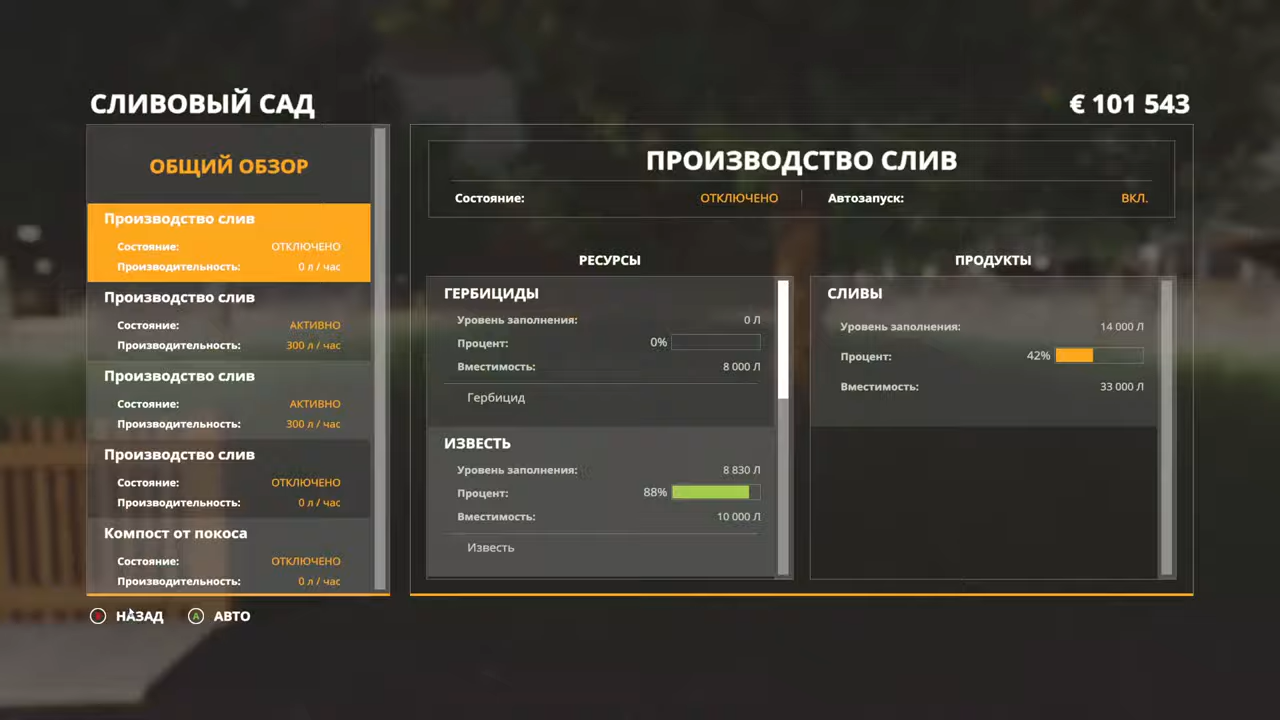 СЛИВОВЫЙ САД
€ 101 543
ОБЩИЙ ОБЗОР
Производство слив
Состояние: ОТКЛЮЧЕНО
Производительность: 0 л / час
Производство слив
Состояние: АКТИВНО
Производительность: 300 л / час
Производство слив
Состояние: АКТИВНО
Производительность: 300 л / час
Производство слив
Состояние: ОТКЛЮЧЕНО
Производительность: 0 л / час
Компост от покоса
Состояние: ОТКЛЮЧЕНО
Производительность: 0 л / час
ПРОИЗВОДСТВО СЛИВ
Состояние: ОТКЛЮЧЕНО
Автозапуск: ВКЛ.
РЕСУРСЫ
ГЕРБИЦИДЫ
Уровень заполнения: 0 Л
Процент: 0%
Вместимость: 8 000 Л
Гербицид
ИЗВЕСТЬ
Уровень заполнения: 8 830 Л
Процент: 88%
Вместимость: 10 000 Л
Известь
ПРОДУКТЫ
СЛИВЫ
Уровень заполнения: 14 000 Л
Процент: 42%
Вместимость: 33 000 Л
НАЗАД
A АВТО